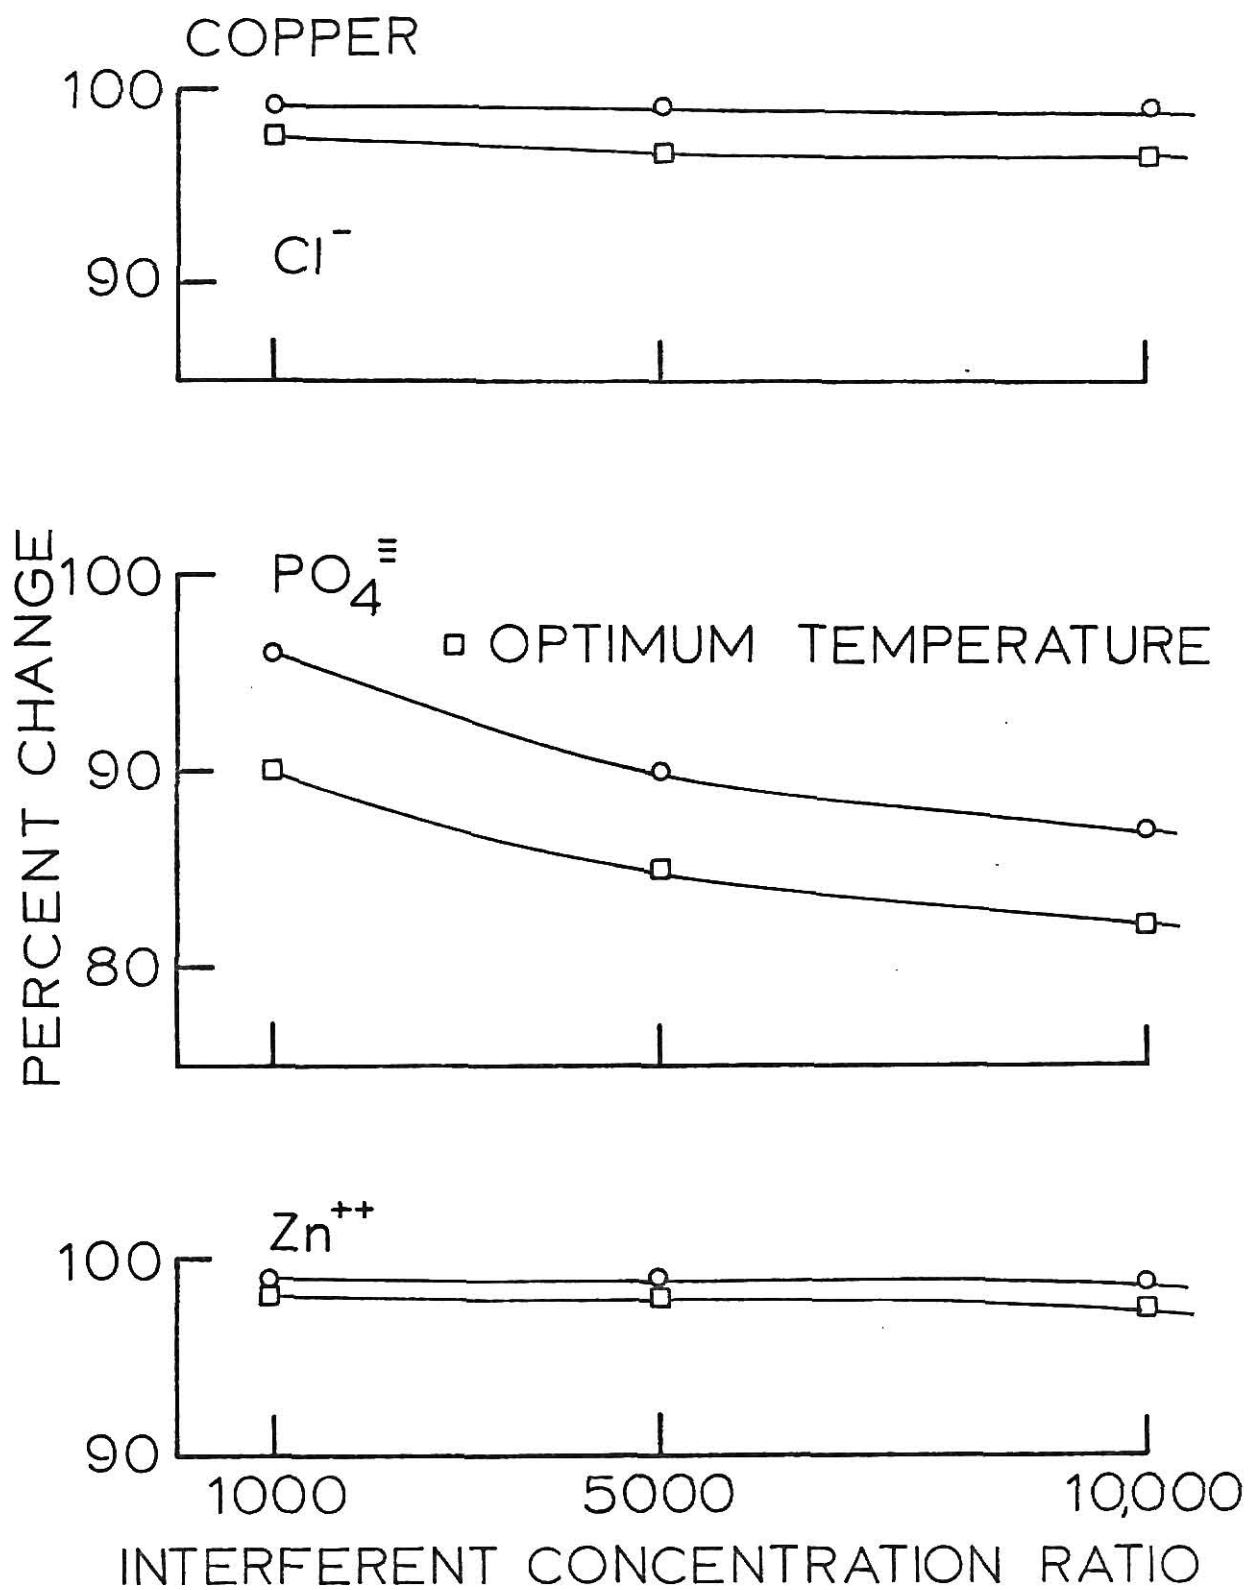 COPPER
100
90
Cl⁻
PERCENT CHANGE
100
90
80
PO₄≡
□ OPTIMUM TEMPERATURE
Zn⁺⁺
100
90
1000 5000 10,000
INTERFERENT CONCENTRATION RATIO